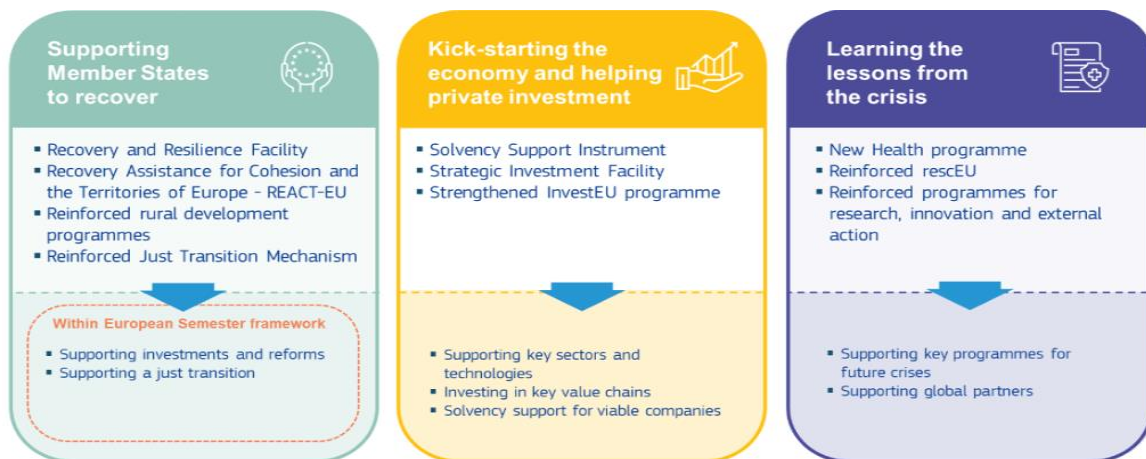 Supporting
Member States
to recover
▪ Recovery and Resilience Facility
▪ Recovery Assistance for Cohesion and
the Territories of Europe - REACT-EU
▪ Reinforced rural development
programmes
▪ Reinforced Just Transition Mechanism
Within European Semester framework
▪ Supporting investments and reforms
▪ Supporting a just transition
Kick-starting the
economy and helping
private investment
▪ Solvency Support Instrument
▪ Strategic Investment Facility
▪ Strengthened InvestEU programme
▪ Supporting key sectors and
technologies
▪ Investing in key value chains
▪ Solvency support for viable companies
Learning the
lessons from
the crisis
▪ New Health programme
▪ Reinforced rescEU
▪ Reinforced programmes for
research, innovation and external
action
▪ Supporting key programmes for
future crises
▪ Supporting global partners